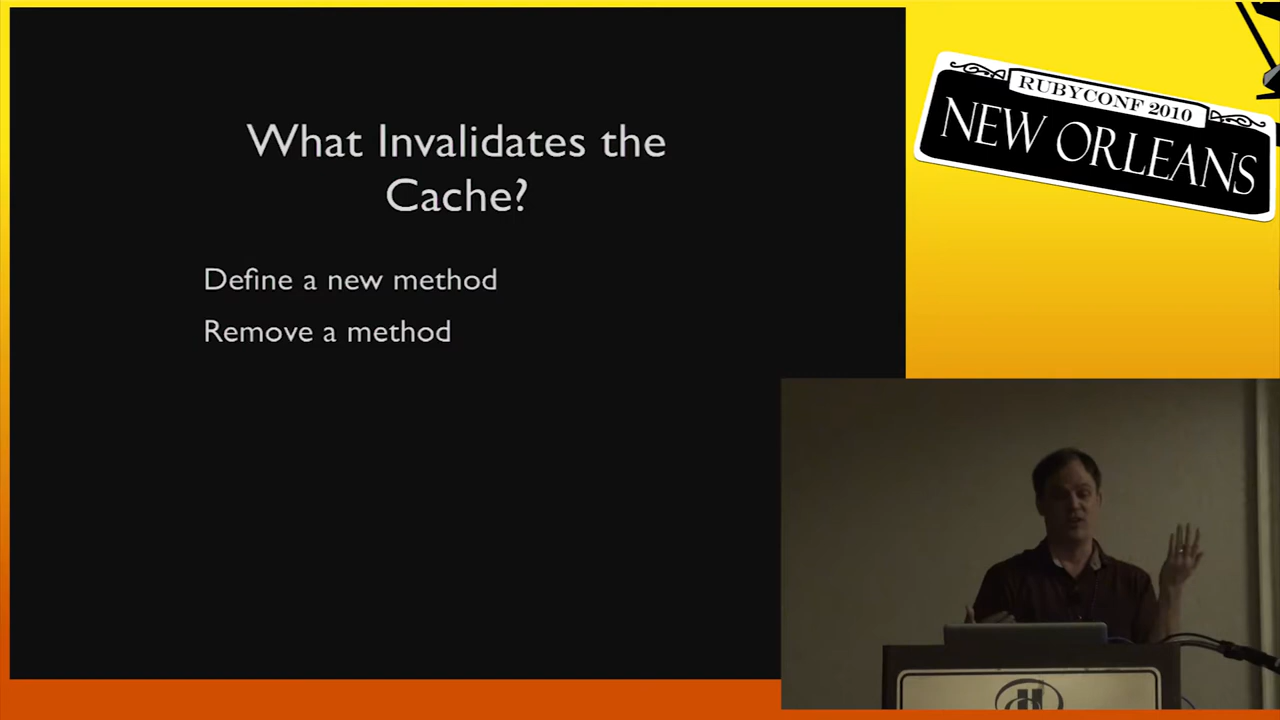 What Invalidates the
Cache?
Define a new method
Remove a method
RUBYCONF 2010
NEW ORLEANS